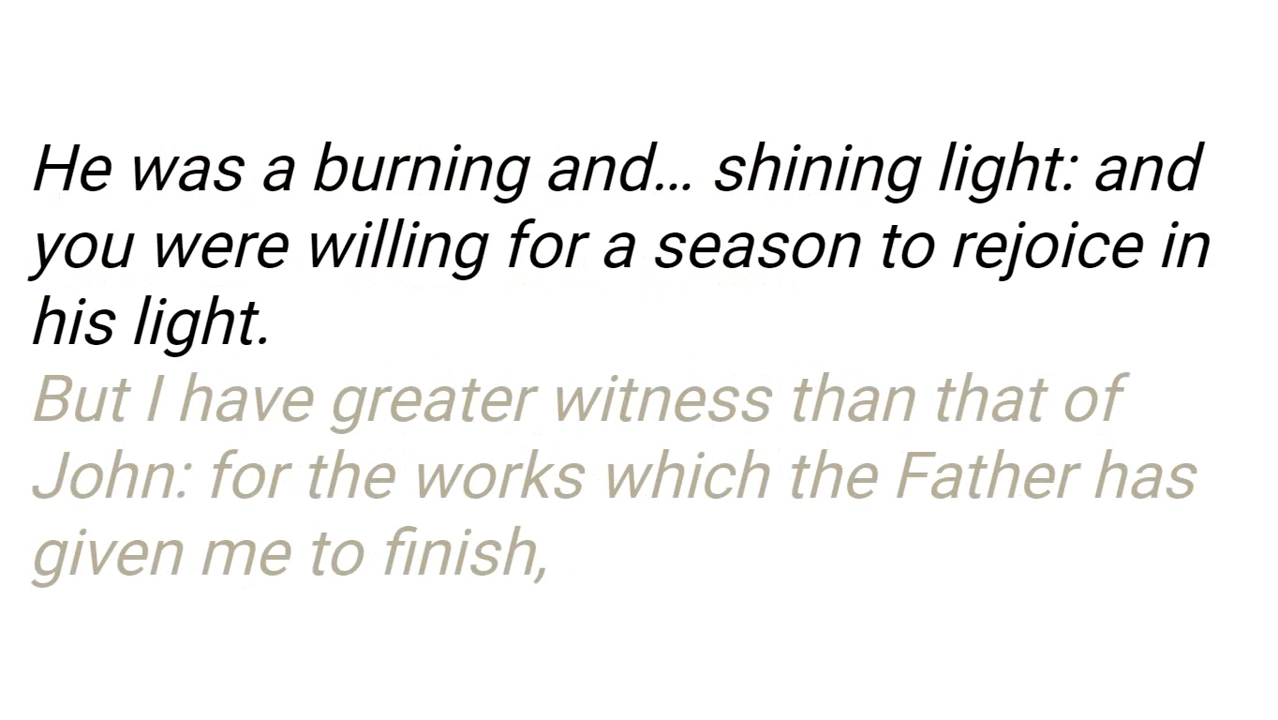 He was a burning and... shining light: and
you were willing for a season to rejoice in
his light.
But I have greater witness than that of
John: for the works which the Father has
given me to finish,